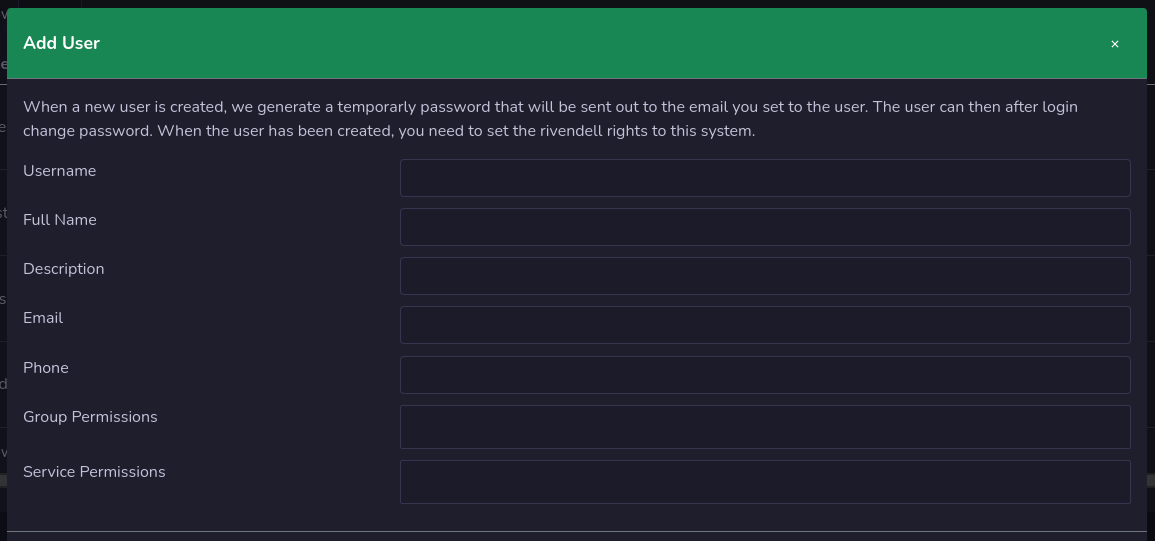 Add User
×
When a new user is created, we generate a temporarly password that will be sent out to the email you set to the user. The user can then after login
change password. When the user has been created, you need to set the rivendell rights to this system.
Username
Full Name
Description
Email
Phone
Group Permissions
Service Permissions